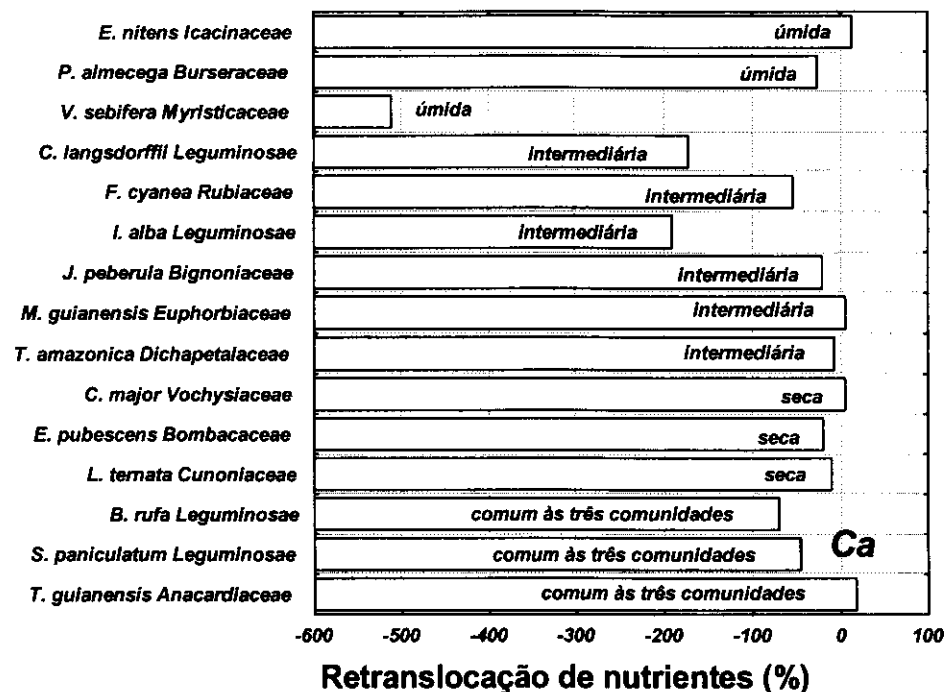 E. nitens Icacinaceae úmida
P. almecega Burseraceae úmida
V. sebifera Myristicaceae úmida
C. langsdorffii Leguminosae intermediária
F. cyanea Rubiaceae intermediária
I. alba Leguminosae intermediária
J. peberula Bignoniaceae intermediária
M. guianensis Euphorbiaceae intermediária
T. amazonica Dichapetalaceae intermediária
C. major Vochysiaceae seca
E. pubescens Bombacaceae seca
L. ternata Cunoniaceae seca
B. rufa Leguminosae comum às três comunidades
S. paniculatum Leguminosae comum às três comunidades Ca
T. guianensis Anacardiaceae comum às três comunidades
-600 -500 -400 -300 -200 -100 0 100
Retranslocação de nutrientes (%)